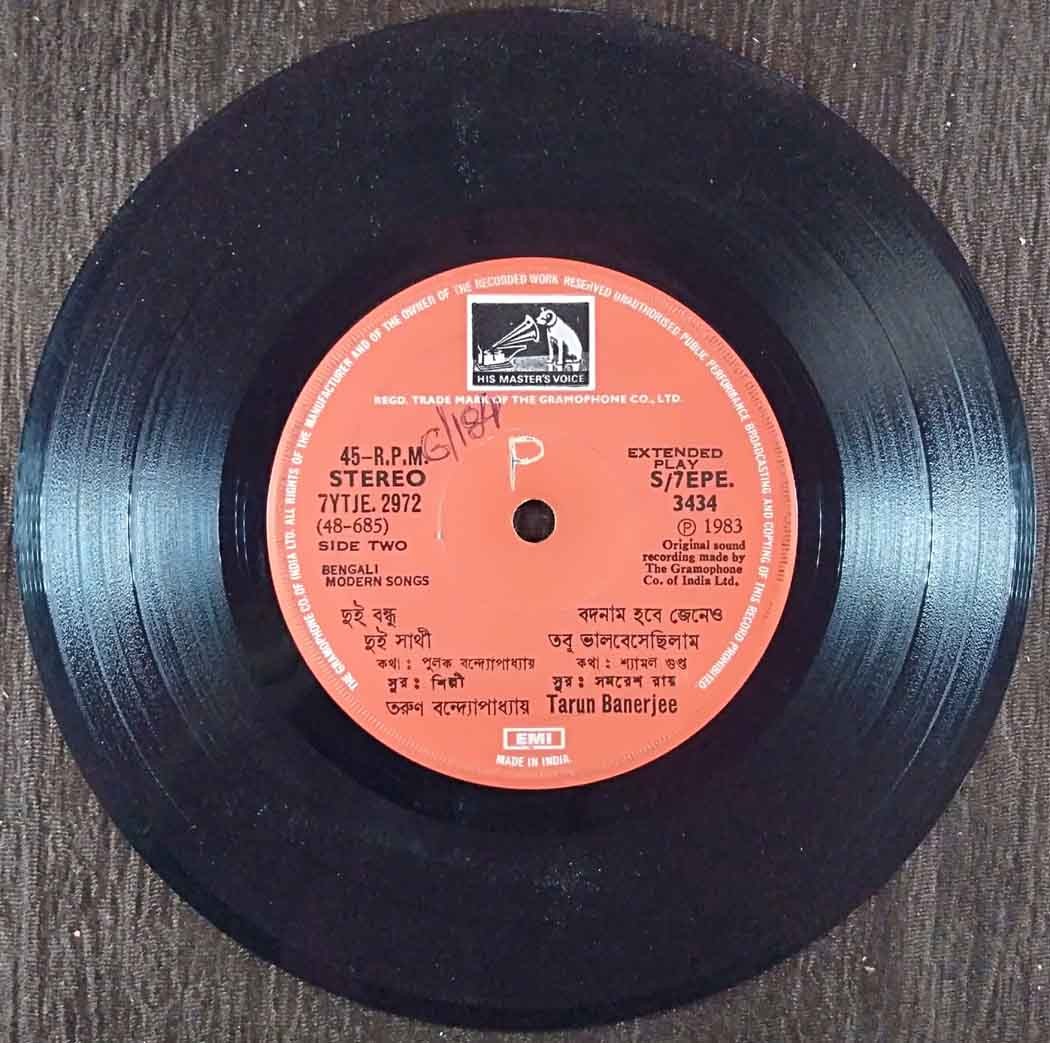 THE GRAMOPHONE CO. OF INDIA LTD. ALL RIGHTS OF THE MANUFACTURER AND OF THE OWNER OF THE RECORDED WORK RESERVED UNAUTHORISED PUBLIC PERFORMANCE BROADCASTING AND COPYING OF THIS RECORD PROHIBITED.
HIS MASTER'S VOICE
REGD. TRADE MARK OF THE GRAMOPHONE CO., LTD.
G/184
P
45-R.P.M.
STEREO
7YTJE. 2972
(48-685)
SIDE TWO
BENGALI
MODERN SONGS
EXTENDED
PLAY
S/7EPE.
3434
Ⓟ 1983
Original sound
recording made by
The Gramophone
Co. of India Ltd.
দুই বন্ধু
দুই সাথী
কথা : পুলক বন্দ্যোপাধ্যায়
সুর : শিল্পী
বদনাম হবে জেনেও
তবু ভালবেসেছিলাম
কথা : শ্যামল গুপ্ত
সুর : সমরেশ রায়
তরুণ বন্দ্যোপাধ্যায় Tarun Banerjee
EMI
MADE IN INDIA